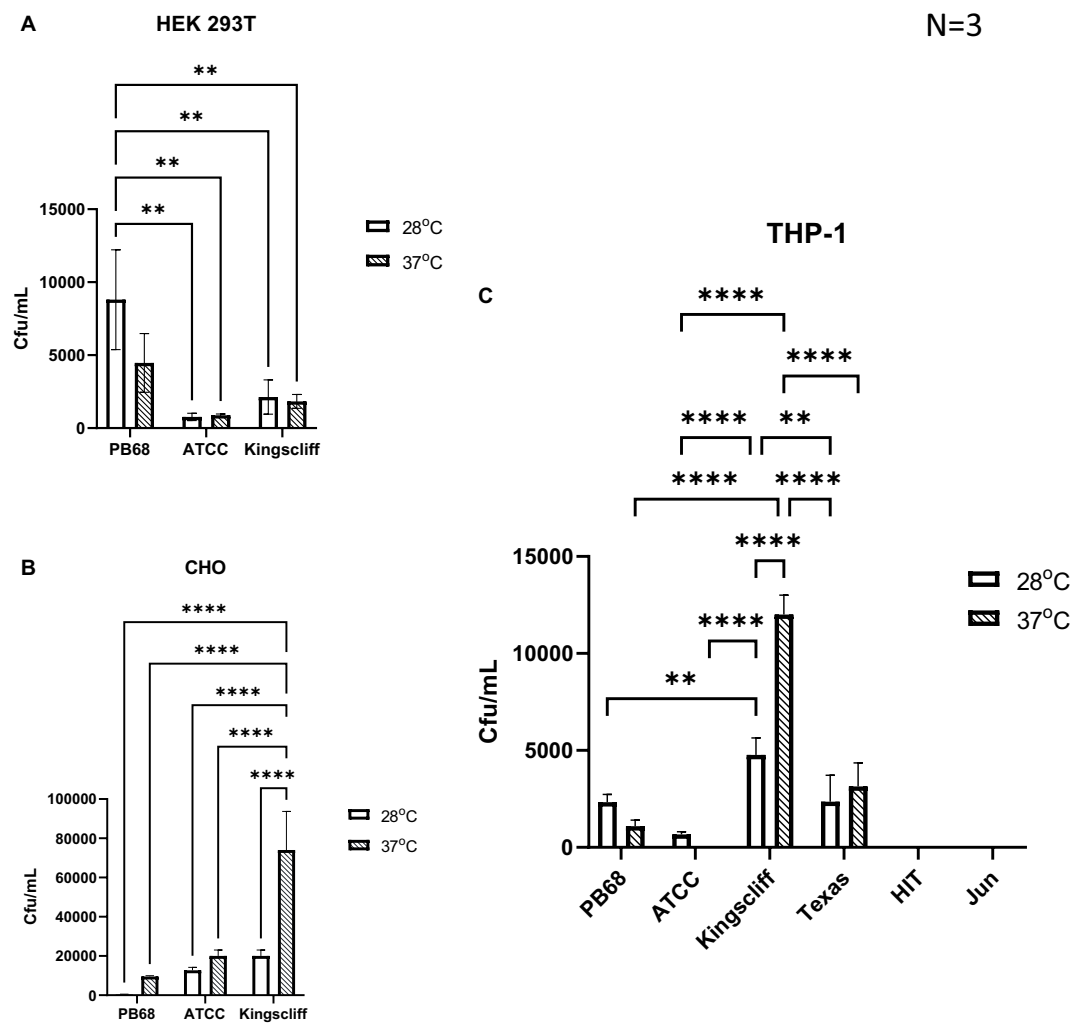 A
HEK 293T
N=3
**
**
**
**
15000
10000
5000
0
Cfu/mL
PB68
ATCC
Kingscliff
28°C
37°C
B
CHO
****
****
****
****
****
100000
80000
60000
40000
20000
0
Cfu/mL
PB68
ATCC
Kingscliff
28°C
37°C
C
THP-1
****
****
****
**
****
****
****
****
**
15000
10000
5000
0
Cfu/mL
PB68
ATCC
Kingscliff
Texas
HIT
Jun
28°C
37°C